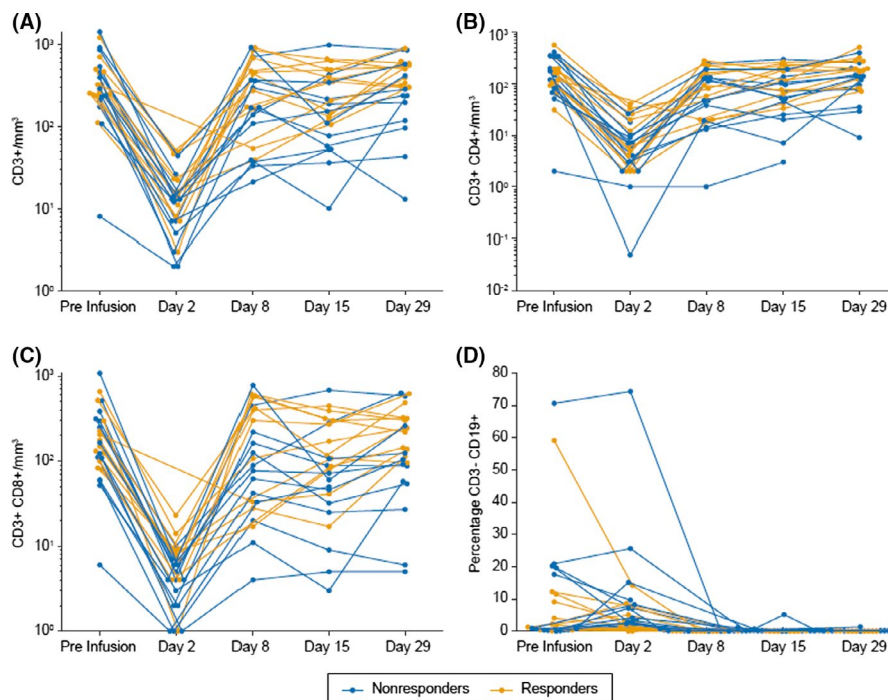 (A)
CD3+/mm³
10³
10²
10¹
10⁰
Pre Infusion Day 2 Day 8 Day 15 Day 29
(B)
CD3+ CD4+/mm³
10⁴
10³
10²
10¹
10⁰
10⁻¹
10⁻²
Pre Infusion Day 2 Day 8 Day 15 Day 29
(C)
CD3+ CD8+/mm³
10³
10²
10¹
10⁰
Pre Infusion Day 2 Day 8 Day 15 Day 29
(D)
Percentage CD3- CD19+
80
70
60
50
40
30
20
10
0
Pre Infusion Day 2 Day 8 Day 15 Day 29
Nonresponders Responders